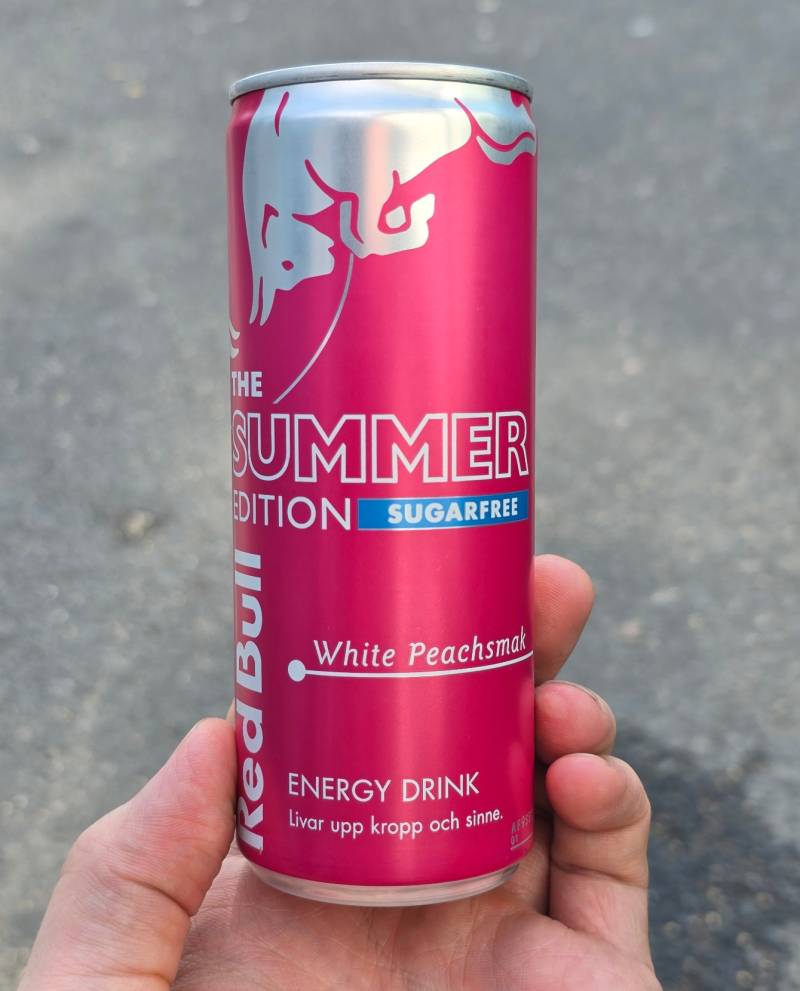 THE
SUMMER
EDITION SUGARFREE
Red Bull
White Peachsmak
ENERGY DRINK
Livar upp kropp och sinne.